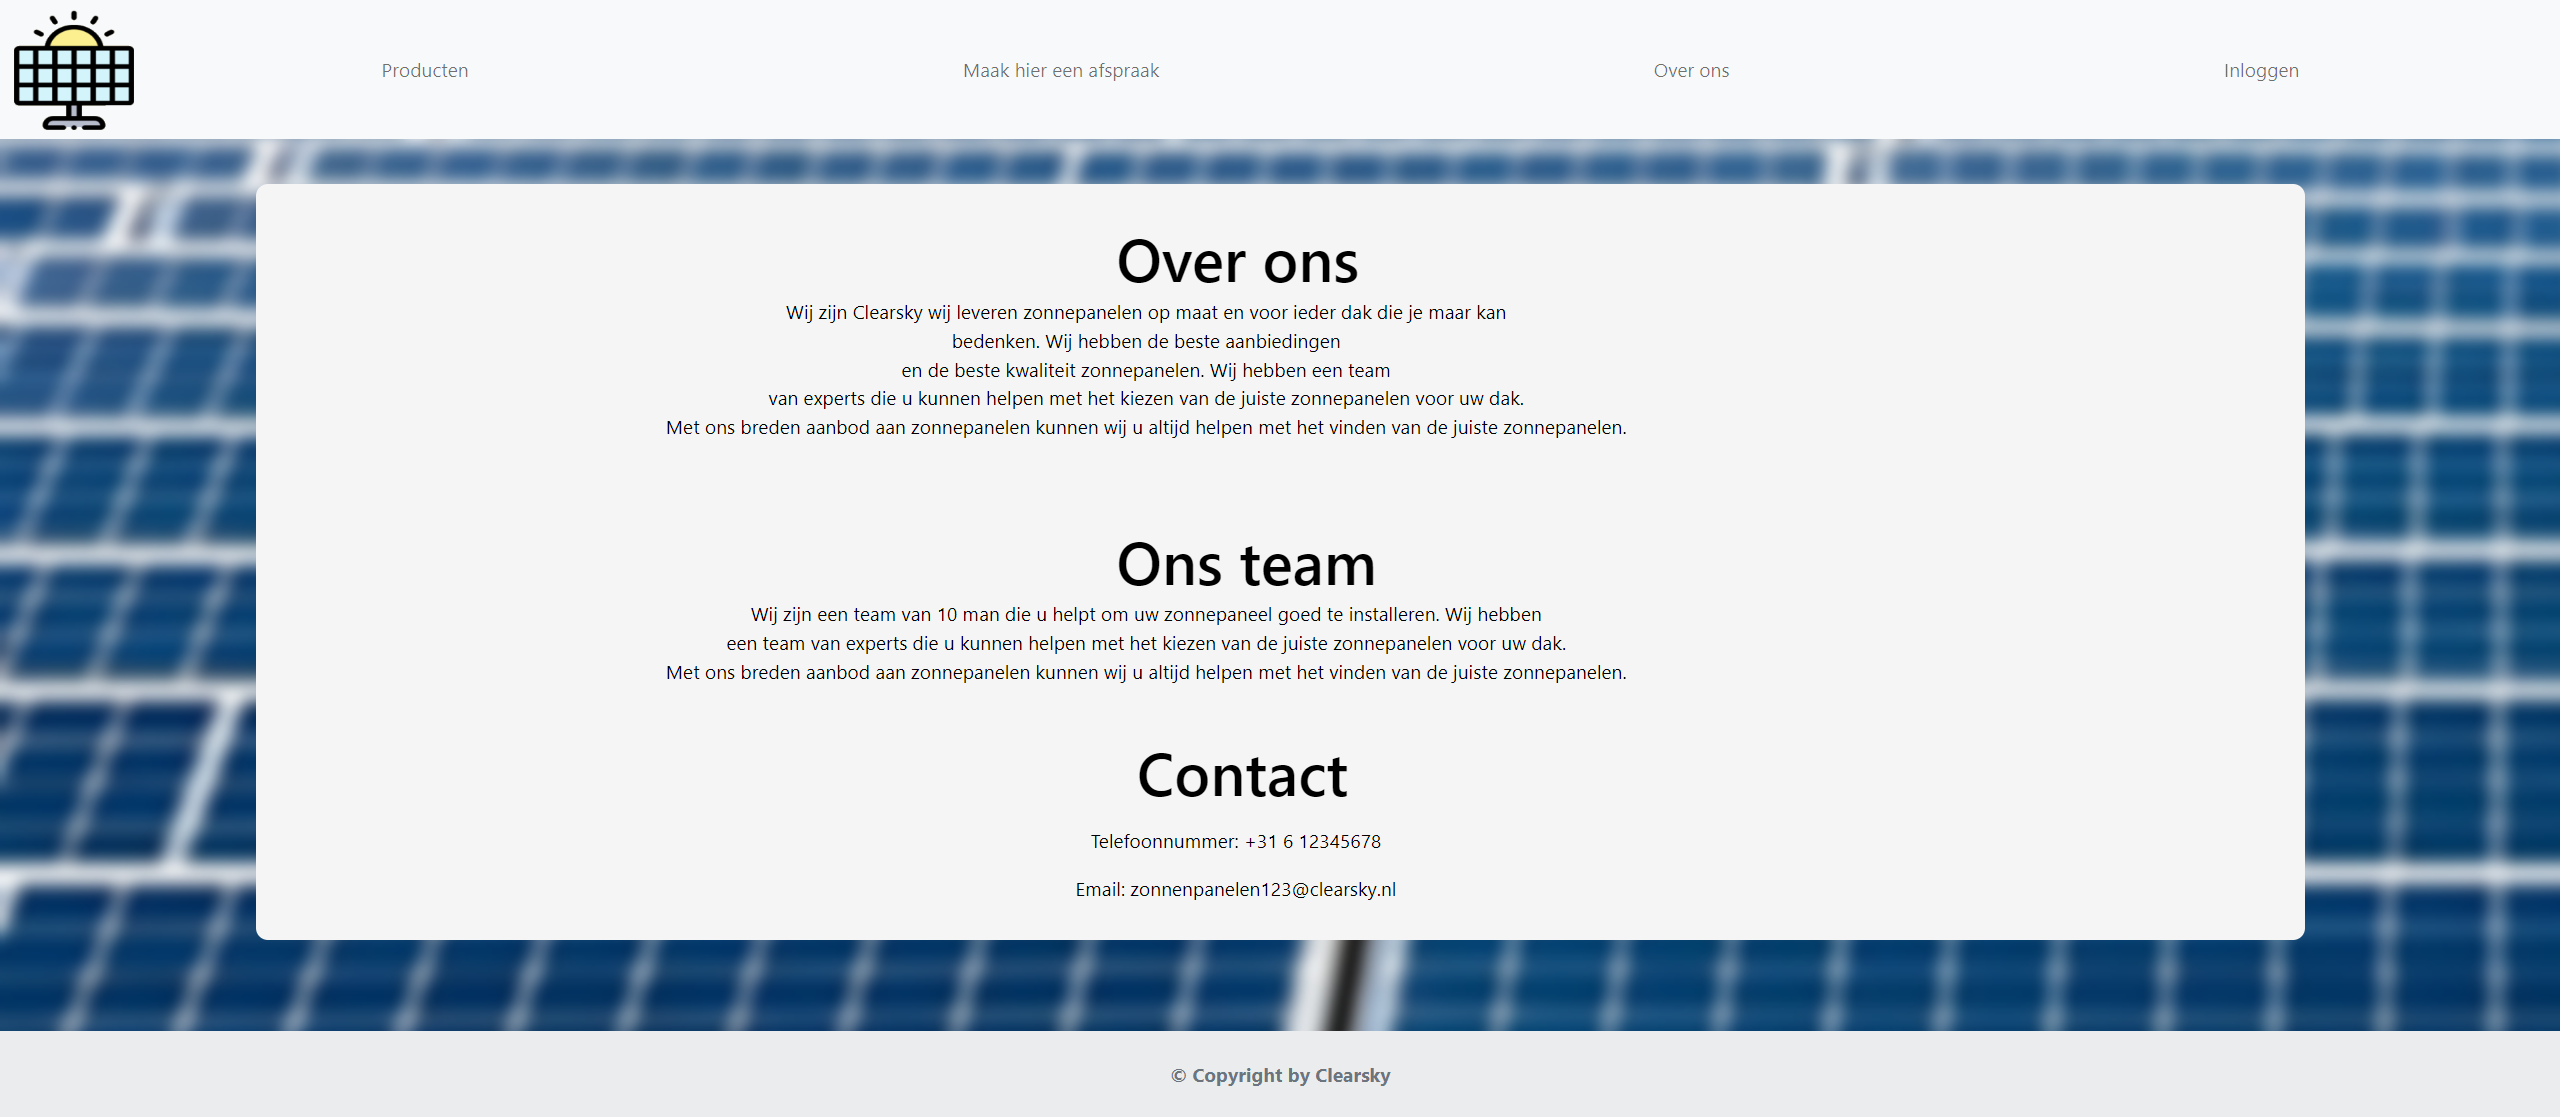 Producten
Maak hier een afspraak
Over ons
Inloggen
Over ons
Wij zijn Clearsky wij leveren zonnepanelen op maat en voor ieder dak die je maar kan
bedenken. Wij hebben de beste aanbiedingen
en de beste kwaliteit zonnepanelen. Wij hebben een team
van experts die u kunnen helpen met het kiezen van de juiste zonnepanelen voor uw dak.
Met ons breden aanbod aan zonnepanelen kunnen wij u altijd helpen met het vinden van de juiste zonnepanelen.
Ons team
Wij zijn een team van 10 man die u helpt om uw zonnepaneel goed te installeren. Wij hebben
een team van experts die u kunnen helpen met het kiezen van de juiste zonnepanelen voor uw dak.
Met ons breden aanbod aan zonnepanelen kunnen wij u altijd helpen met het vinden van de juiste zonnepanelen.
Contact
Telefoonnummer: +31 6 12345678
Email: zonnenpanelen123@clearsky.nl
© Copyright by Clearsky